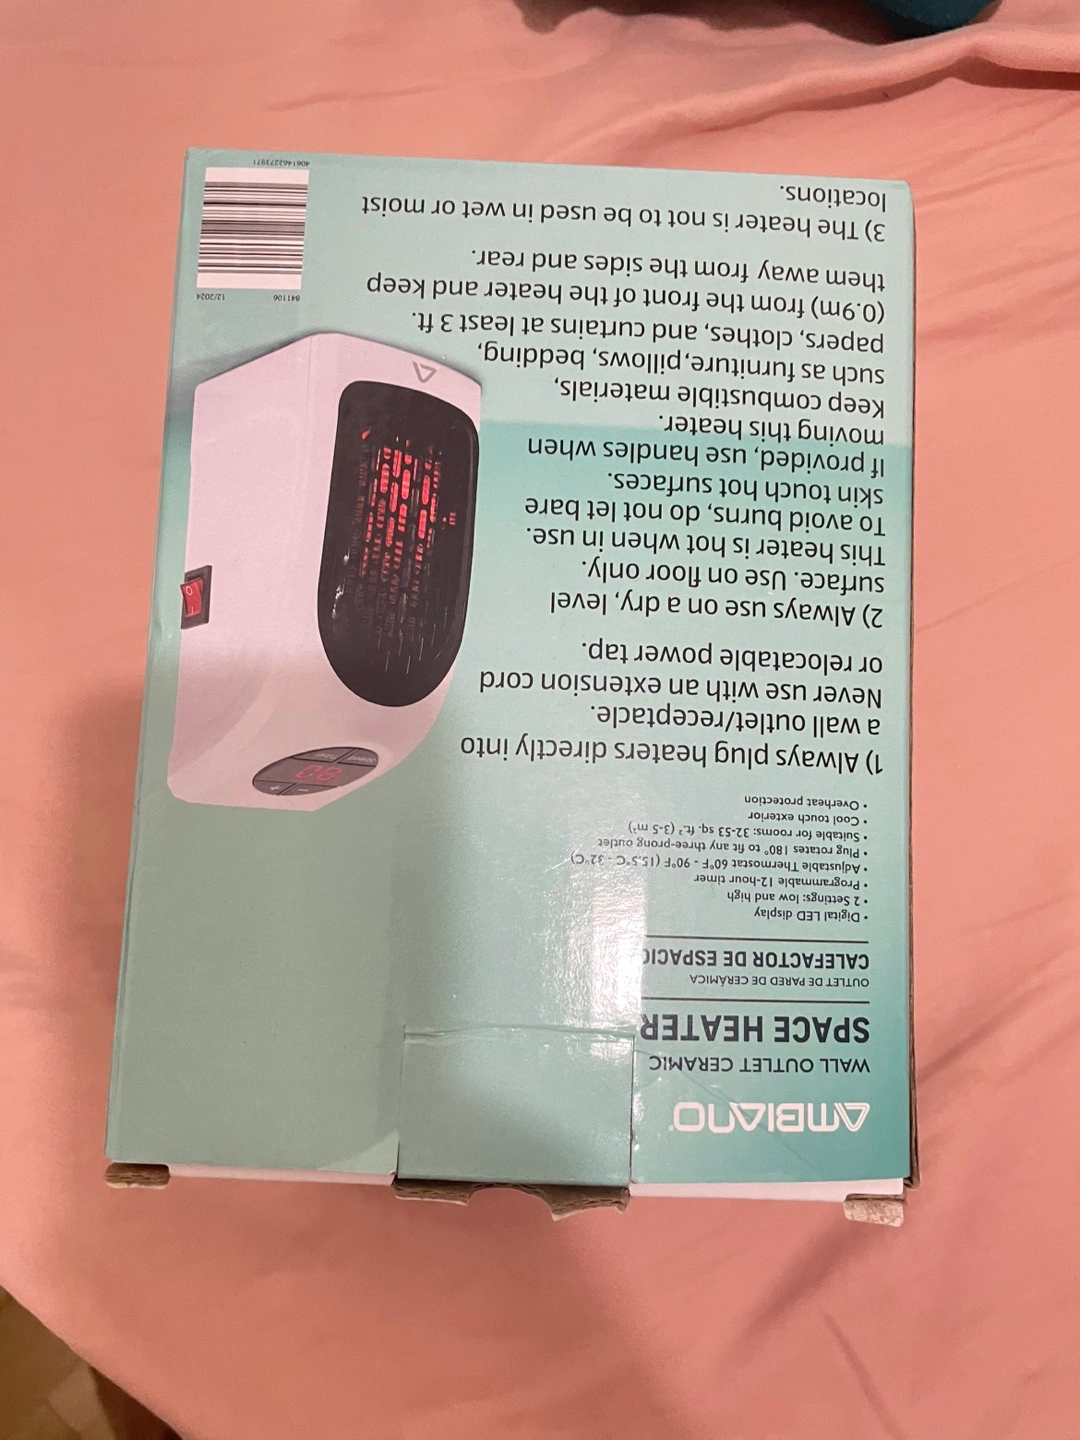 AMBIANO
WALL OUTLET CERAMIC
SPACE HEATER
OUTLET DE PARED DE CERÁMICA
CALEFACTOR DE ESPACIO
• Digital LED display
• 2 Settings: low and high
• Programmable 12-hour timer
• Adjustable Thermostat 60°F - 90°F (15.5°C - 32°C)
• Plug rotates 180° to fit any three-prong outlet
• Suitable for rooms: 32-53 sq. ft.² (3-5 m²)
• Cool touch exterior
• Overheat protection
1) Always plug heaters directly into
a wall outlet/receptacle.
Never use with an extension cord
or relocatable power tap.
2) Always use on a dry, level
surface. Use on floor only.
This heater is hot when in use.
To avoid burns, do not let bare
skin touch hot surfaces.
If provided, use handles when
moving this heater.
Keep combustible materials,
such as furniture, pillows, bedding,
papers, clothes, and curtains at least 3 ft.
(0.9m) from the front of the heater and keep
them away from the sides and rear.
3) The heater is not to be used in wet or moist
locations.
841106 12/2024
4061462273971